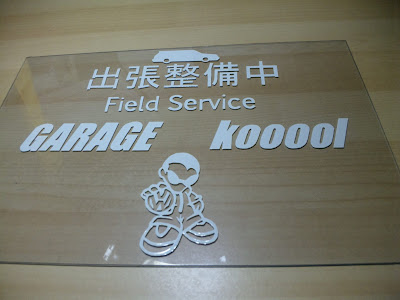 出張整備中
Field Service
GARAGE kooool